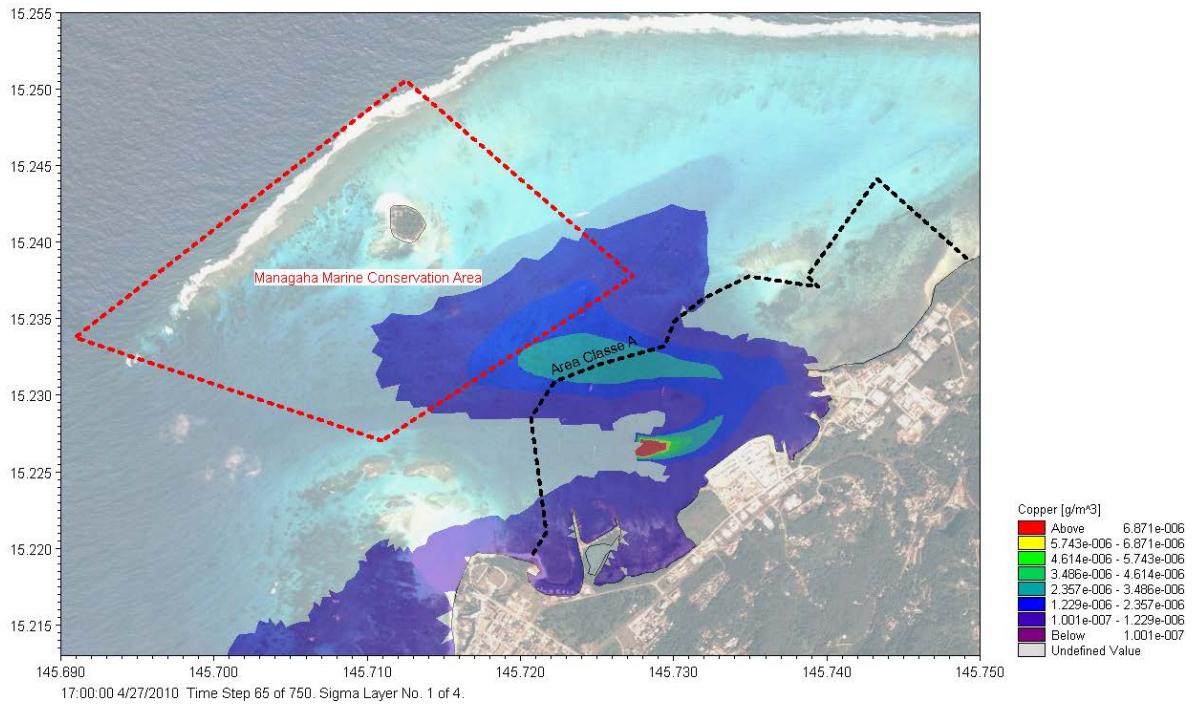 15.255
15.250
15.245
15.240
15.235
15.230
15.225
15.220
15.215
Managaha Marine Conservation Area
Area Classe A
145.690 145.700 145.710 145.720 145.730 145.740 145.750
17:00:00 4/27/2010 Time Step 65 of 750. Sigma Layer No. 1 of 4.
Copper [g/m^3]
Above 6.871e-006
5.743e-006 - 6.871e-006
4.614e-006 - 5.743e-006
3.486e-006 - 4.614e-006
2.357e-006 - 3.486e-006
1.229e-006 - 2.357e-006
1.001e-007 - 1.229e-006
Below 1.001e-007
Undefined Value